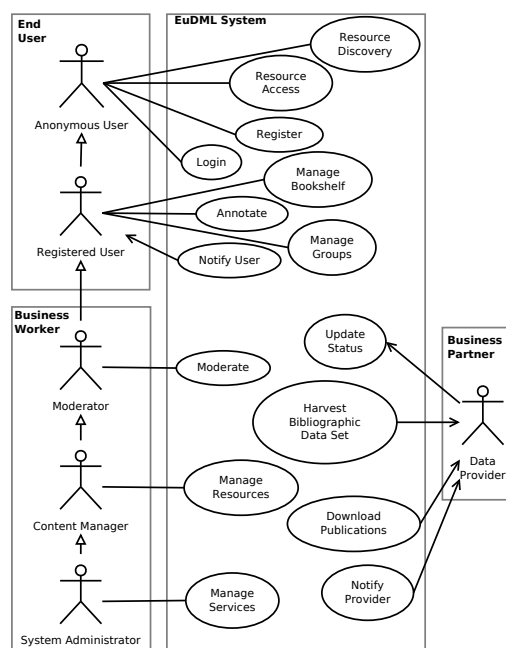 End
User
EuDML System
Resource
Discovery
Resource
Access
Anonymous User
Register
Login
Manage
Bookshelf
Annotate
Registered User
Manage
Groups
Notify User
Business
Worker
Update
Status
Business
Partner
Moderate
Moderator
Harvest
Bibliographic
Data Set
Data
Provider
Manage
Resources
Content Manager
Download
Publications
Notify
Provider
Manage
Services
System Administrator